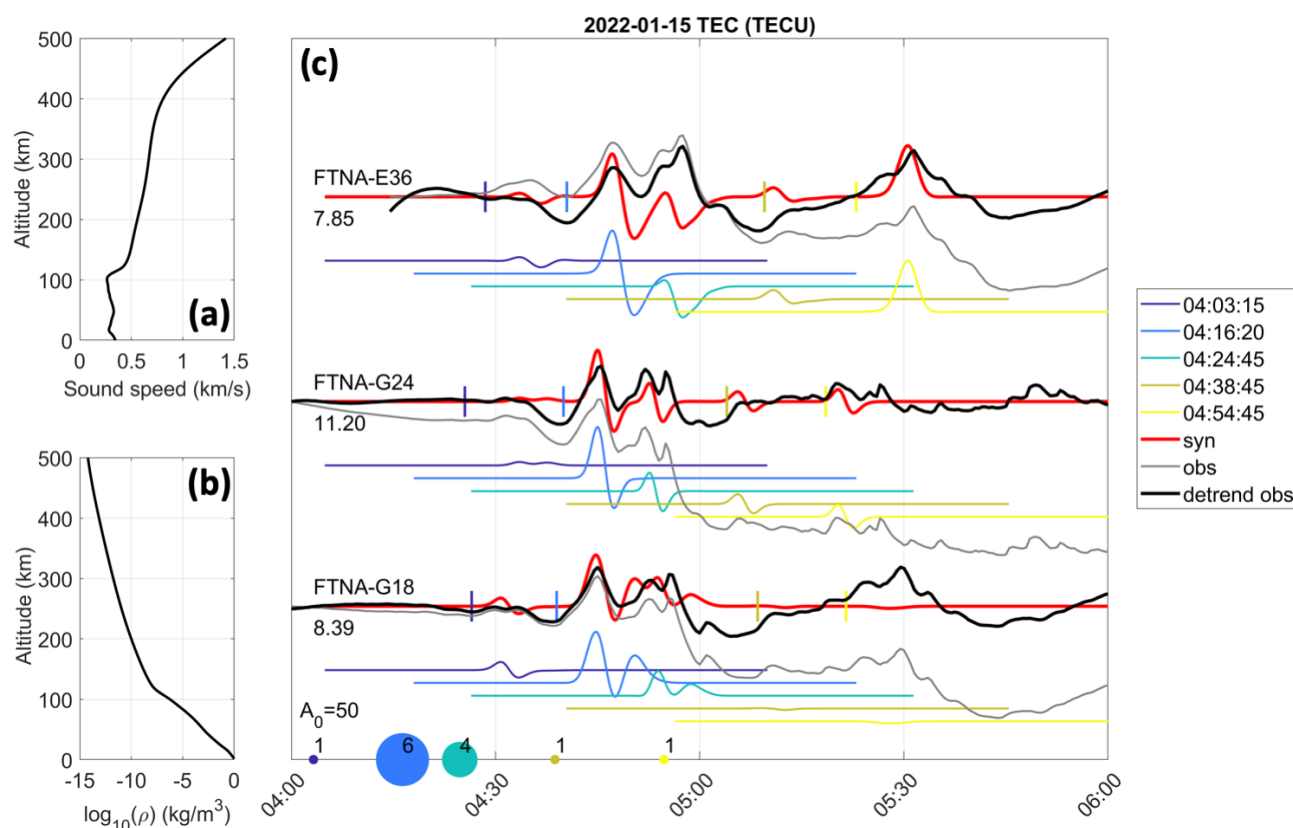 2022-01-15 TEC (TECU)
(a)
500
400
300
200
100
0
Altitude (km)
0
0.5
1
1.5
Sound speed (km/s)
(b)
500
400
300
200
100
0
Altitude (km)
-15
-10
-5
0
log10(ρ) (kg/m3)
(c)
FTNA-E36
7.85
FTNA-G24
11.20
FTNA-G18
8.39
A0=50
1
6
4
1
1
04:00
04:30
05:00
05:30
06:00
04:03:15
04:16:20
04:24:45
04:38:45
04:54:45
syn
obs
detrend obs